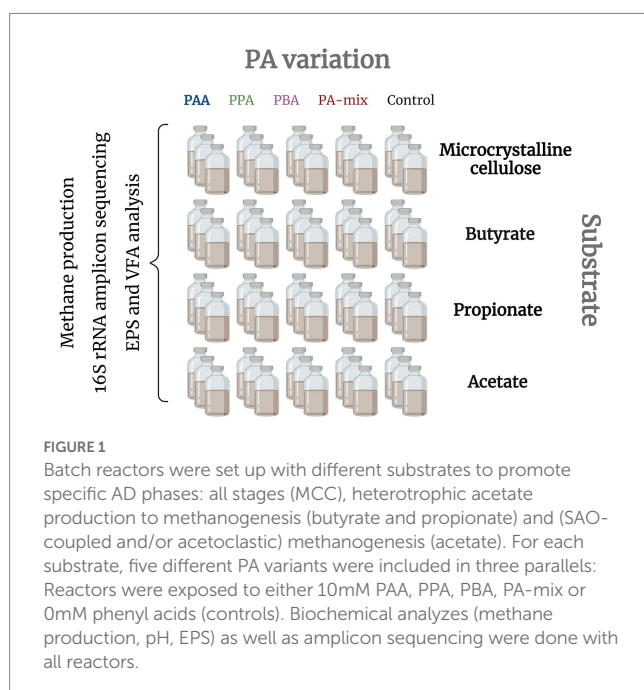 PA variation
PAA PPA PBA PA-mix Control
Methane production
16S rRNA amplicon sequencing
EPS and VFA analysis
Microcrystalline
cellulose
Butyrate
Propionate
Acetate
Substrate
FIGURE 1
Batch reactors were set up with different substrates to promote
specific AD phases: all stages (MCC), heterotrophic acetate
production to methanogenesis (butyrate and propionate) and (SAO-
coupled and/or acetoclastic) methanogenesis (acetate). For each
substrate, five different PA variants were included in three parallels:
Reactors were exposed to either 10mM PAA, PPA, PBA, PA-mix or
0mM phenyl acids (controls). Biochemical analyzes (methane
production, pH, EPS) as well as amplicon sequencing were done with
all reactors.